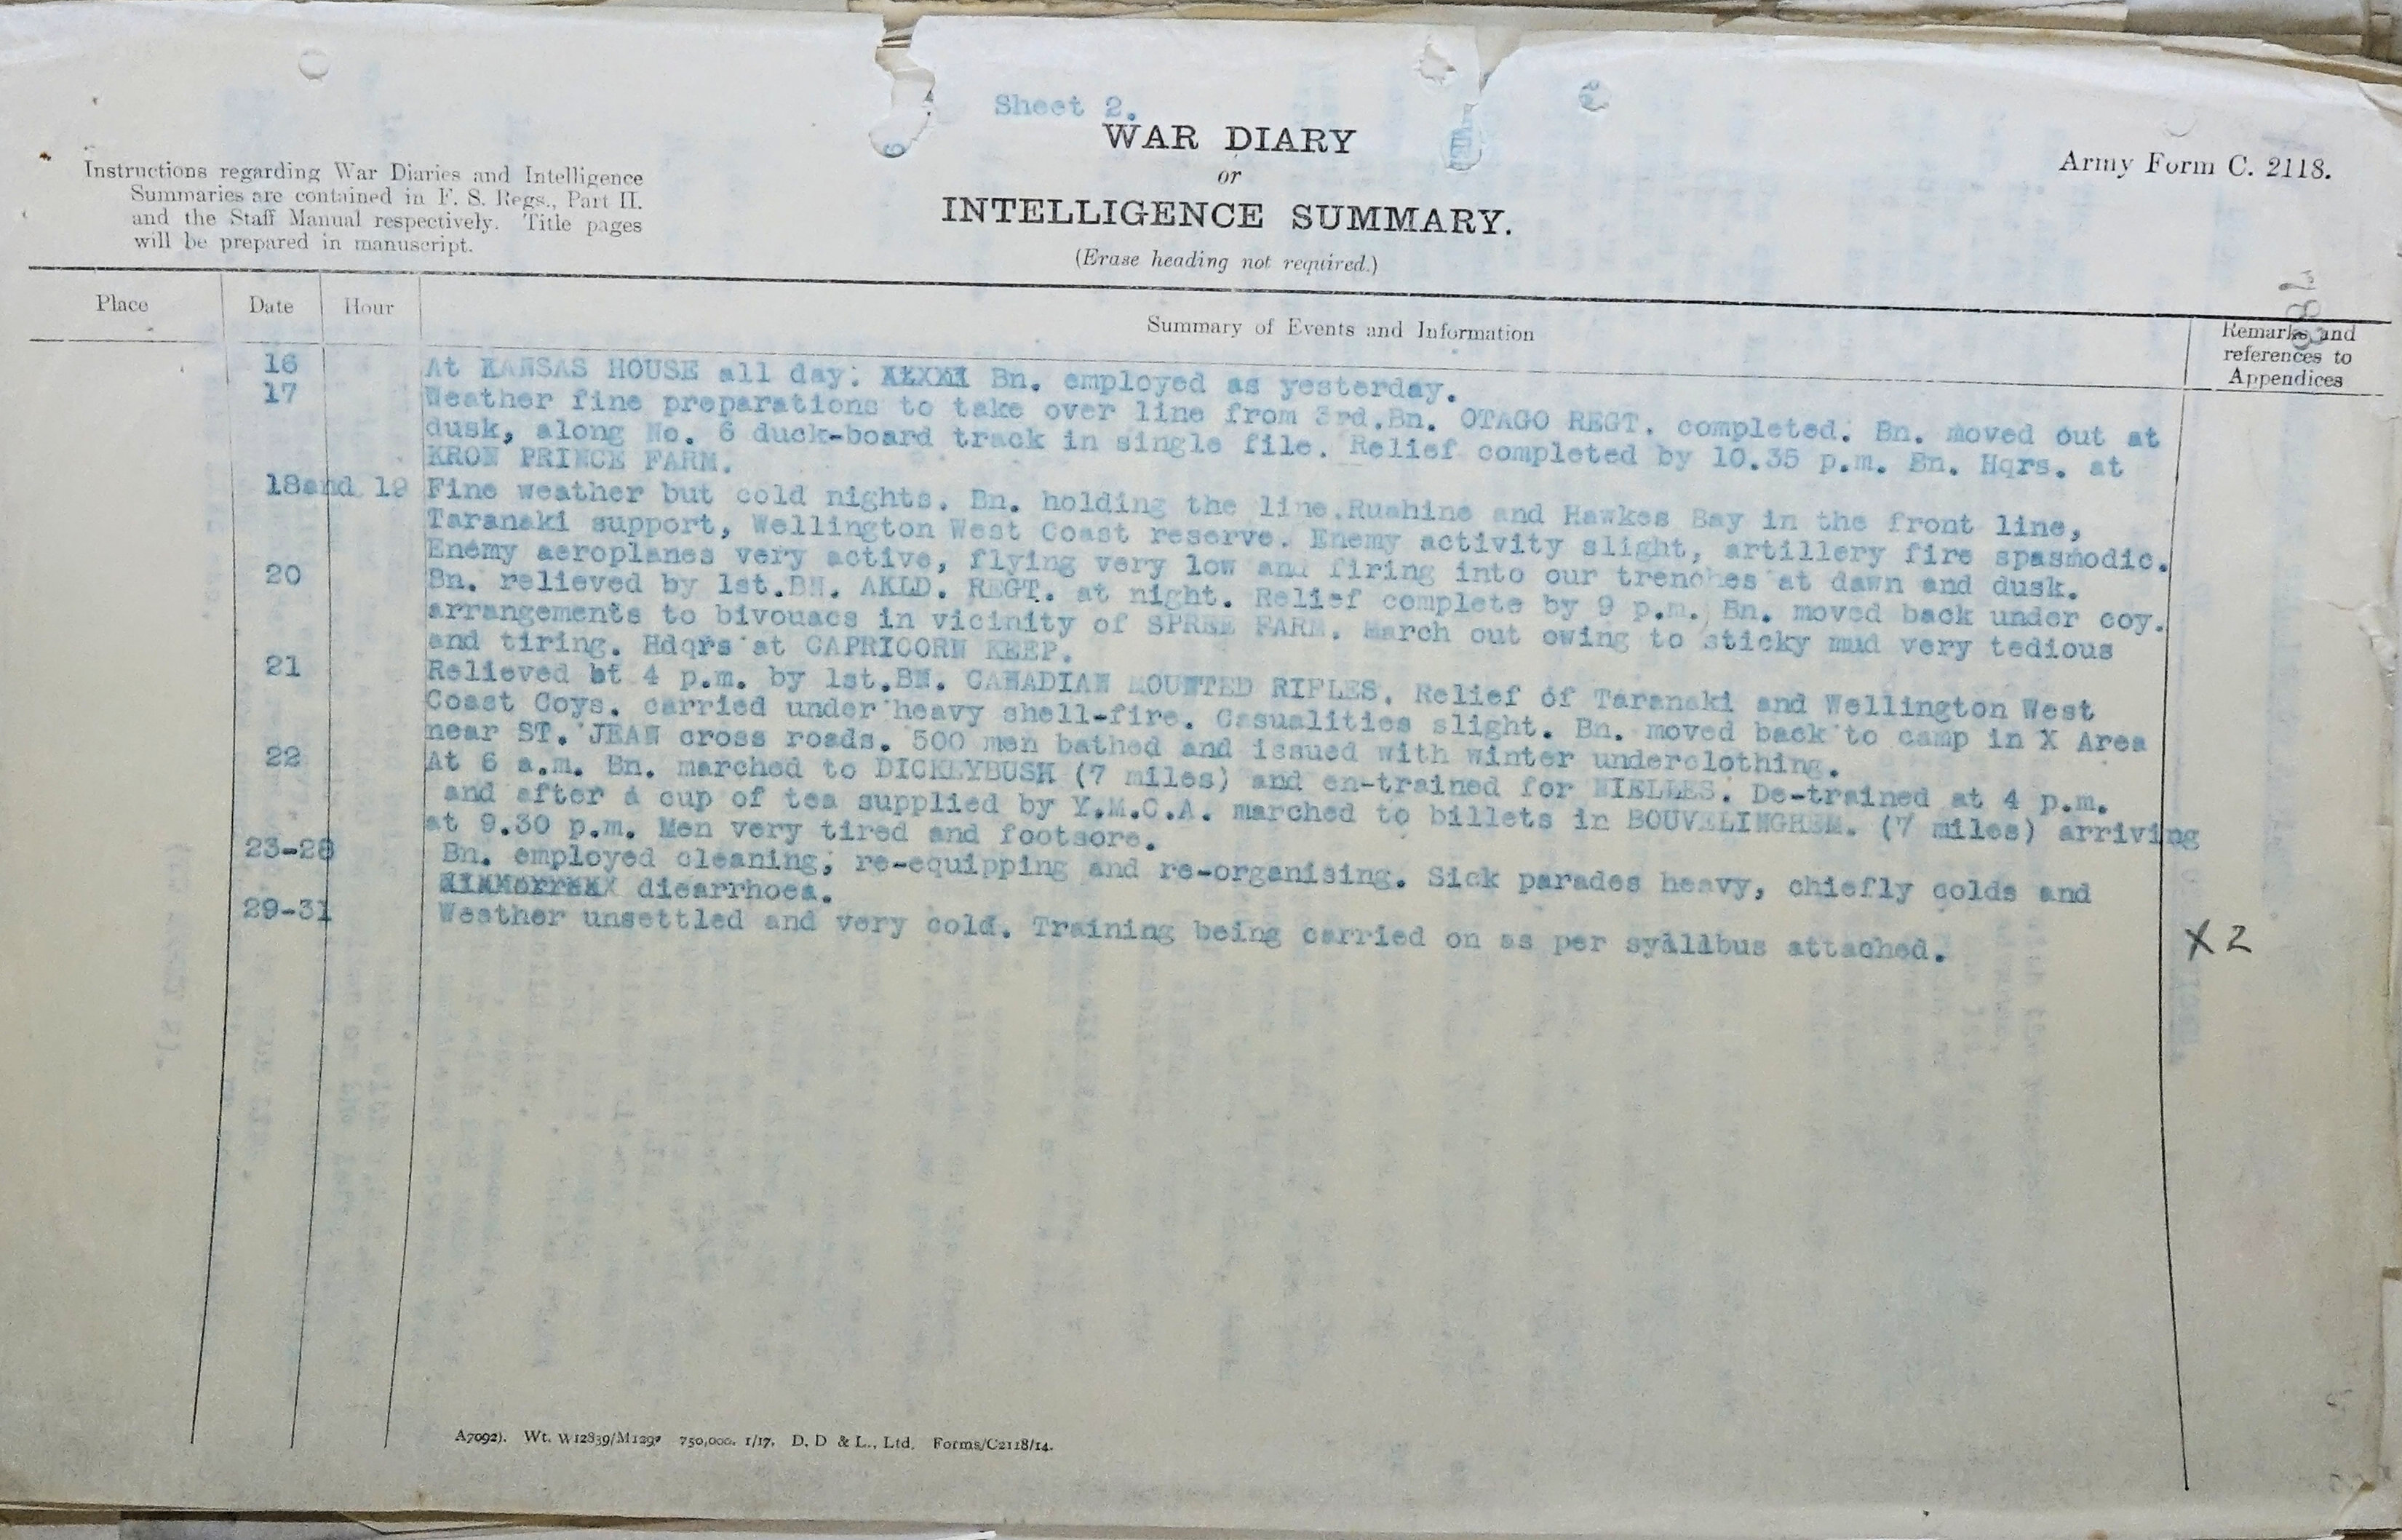 Sheet 2.
WAR DIARY
or
INTELLIGENCE SUMMARY.
(Erase heading not required.)
Army Form C. 2118.
Instructions regarding War Diaries and Intelligence
Summaries are contained in F. S. Regs., Part II.
and the Staff Manual respectively. Title pages
will be prepared in manuscript.
Place Date Hour Summary of Events and Information Remarks and
references to
Appendices
16 At KANSAS HOUSE all day. Bn. employed as yesterday.
17 Weather fine preparations to take over line from 3rd.Bn. OTAGO REGT. completed. Bn. moved out at
dusk, along No. 6 duck-board track in single file. Relief completed by 10.35 p.m. Bn. Hqrs. at
KRON PRINCE FARM.
18and 19 Fine weather but cold nights. Bn. holding the line.Ruahine and Hawkes Bay in the front line,
Taranaki support, Wellington West Coast reserve. Enemy activity slight, artillery fire spasmodic.
Enemy aeroplanes very active, flying very low and firing into our trenches at dawn and dusk.
20 Bn. relieved by 1st.BN. AKLD. REGT. at night. Relief complete by 9 p.m. Bn. moved back under coy.
arrangements to bivouacs in vicinity of SPREE FARM. March out owing to sticky mud very tedious
and tiring. Hdqrs at CAPRICORN KEEP.
21 Relieved at 4 p.m. by 1st.BN. CANADIAN MOUNTED RIFLES. Relief of Taranaki and Wellington West
Coast Coys. carried under heavy shell-fire. Casualities slight. Bn. moved back to camp in X Area
near ST. JEAN cross roads. 500 men bathed and issued with winter underclothing.
22 At 6 a.m. Bn. marched to DICKEYBUSH (7 miles) and en-trained for NIELLES. De-trained at 4 p.m.
and after a cup of tea supplied by Y.M.C.A. marched to billets in BOUVELINGHEM. (7 miles) arriving
at 9.30 p.m. Men very tired and footsore.
23-28 Bn. employed cleaning, re-equipping and re-organising. Sick parades heavy, chiefly colds and
diearrhoea.
29-31 Weather unsettled and very cold. Training being carried on as per sylllbus attached. X2
A7092). Wt. W12839/M1297 750,000. 1/17. D. D & L., Ltd. Forms/C2118/14.